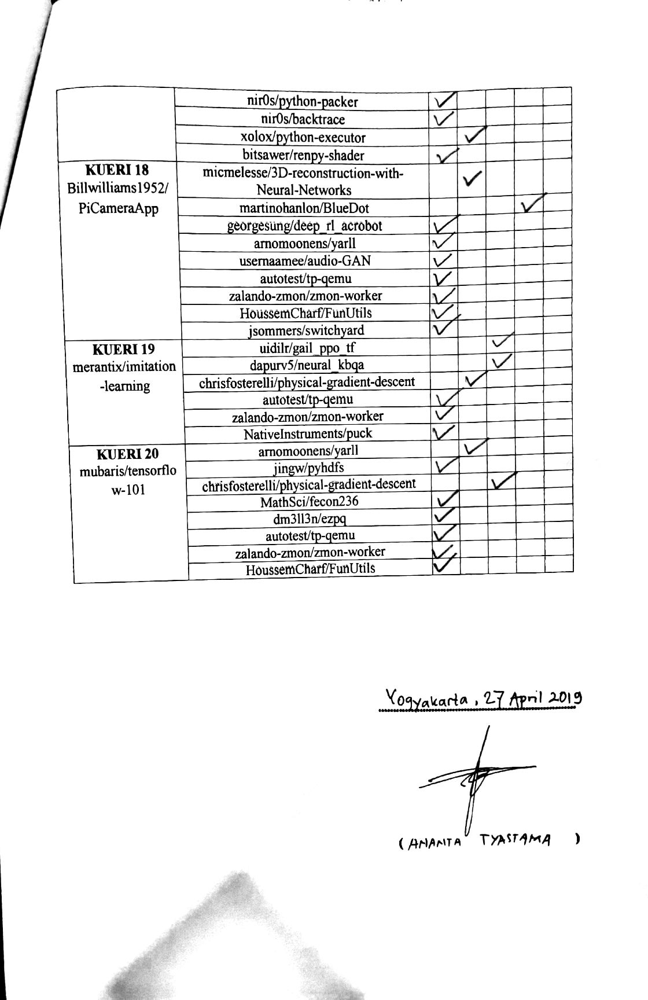 nir0s/python-packer ✓
nir0s/backtrace ✓
xolox/python-executor ✓
bitsawer/renpy-shader ✓
KUERI 18
Billwilliams1952/
PiCameraApp
micmelesse/3D-reconstruction-with-
Neural-Networks ✓
martinohanlon/BlueDot ✓
georgesung/deep_rl_acrobot ✓
arnomoonens/yarll ✓
usernaamee/audio-GAN ✓
autotest/tp-qemu ✓
zalando-zmon/zmon-worker ✓
HoussemCharf/FunUtils ✓
jsommers/switchyard ✓
KUERI 19
merantix/imitation
-learning
uidilr/gail_ppo_tf ✓
dapurv5/neural_kbqa ✓
chrisfosterelli/physical-gradient-descent ✓
autotest/tp-qemu ✓
zalando-zmon/zmon-worker ✓
NativeInstruments/puck ✓
KUERI 20
mubaris/tensorflo
w-101
arnomoonens/yarll ✓
jingw/pyhdfs ✓
chrisfosterelli/physical-gradient-descent ✓
MathSci/fecon236 ✓
dm3ll3n/ezpq ✓
autotest/tp-qemu ✓
zalando-zmon/zmon-worker ✓
HoussemCharf/FunUtils ✓
Yogyakarta, 27 April 2019
( ANANTA TYASTAMA )